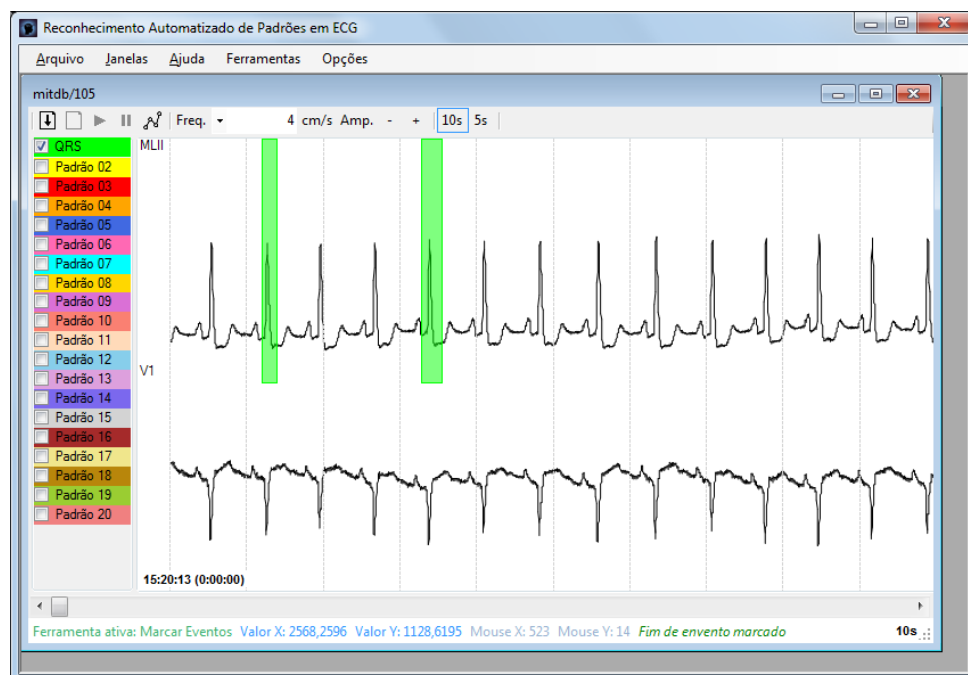 Reconhecimento Automatizado de Padrões em ECG
Arquivo Janelas Ajuda Ferramentas Opções
mitdb/105
Freq. 4 cm/s Amp. - + 10s 5s
QRS
Padrão 02
Padrão 03
Padrão 04
Padrão 05
Padrão 06
Padrão 07
Padrão 08
Padrão 09
Padrão 10
Padrão 11
Padrão 12
Padrão 13
Padrão 14
Padrão 15
Padrão 16
Padrão 17
Padrão 18
Padrão 19
Padrão 20
MLII
V1
15:20:13 (0:00:00)
Ferramenta ativa: Marcar Eventos Valor X: 2568,2596 Valor Y: 1128,6195 Mouse X: 523 Mouse Y: 14 Fim de envento marcado 10s